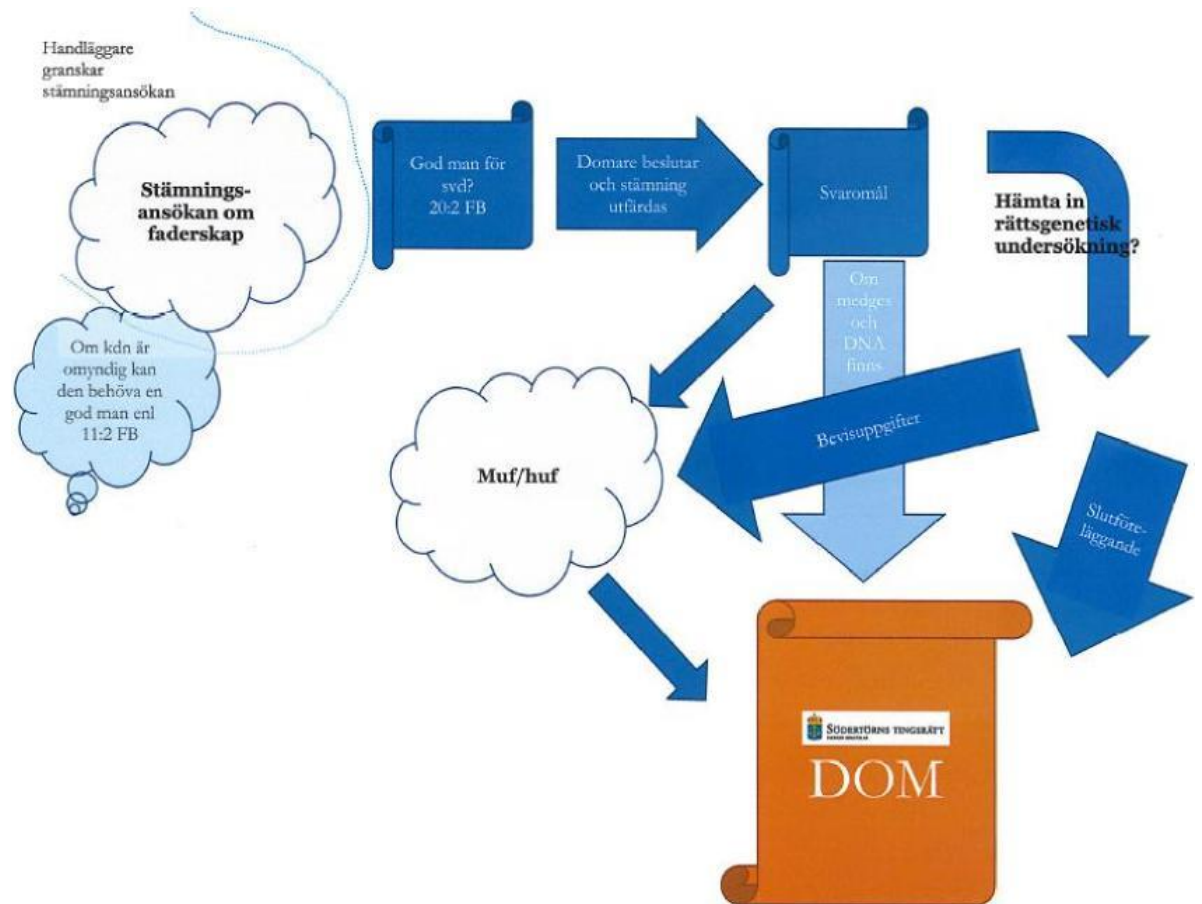 Handläggare
granskar
stämningsansökan
Stämnings-
ansökan om
faderskap
Om kdn är
omyndig kan
den behöva en
god man enl
11:2 FB
God man för
svd?
20:2 FB
Domare beslutar
och stämning
utfärdas
Svaromål
Hämta in
rättsgenetisk
undersökning?
Om
medges
och
DNA
finns
Bevisuppgifter
Muf/huf
Slutföre-
läggande
SÖDERTÖRNS TINGSRÄTT
DOM